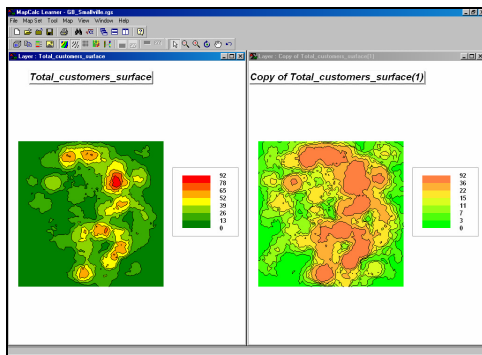 MapCalc Learner - GB_Smallville.rgs
File Map Set Tool Map View Window Help
Layer : Total_customers_surface
Total_customers_surface
92
78
65
52
39
26
13
0
Layer : Copy of Total_customers_surface(1)
Copy of Total_customers_surface(1)
92
36
22
15
11
7
3
0